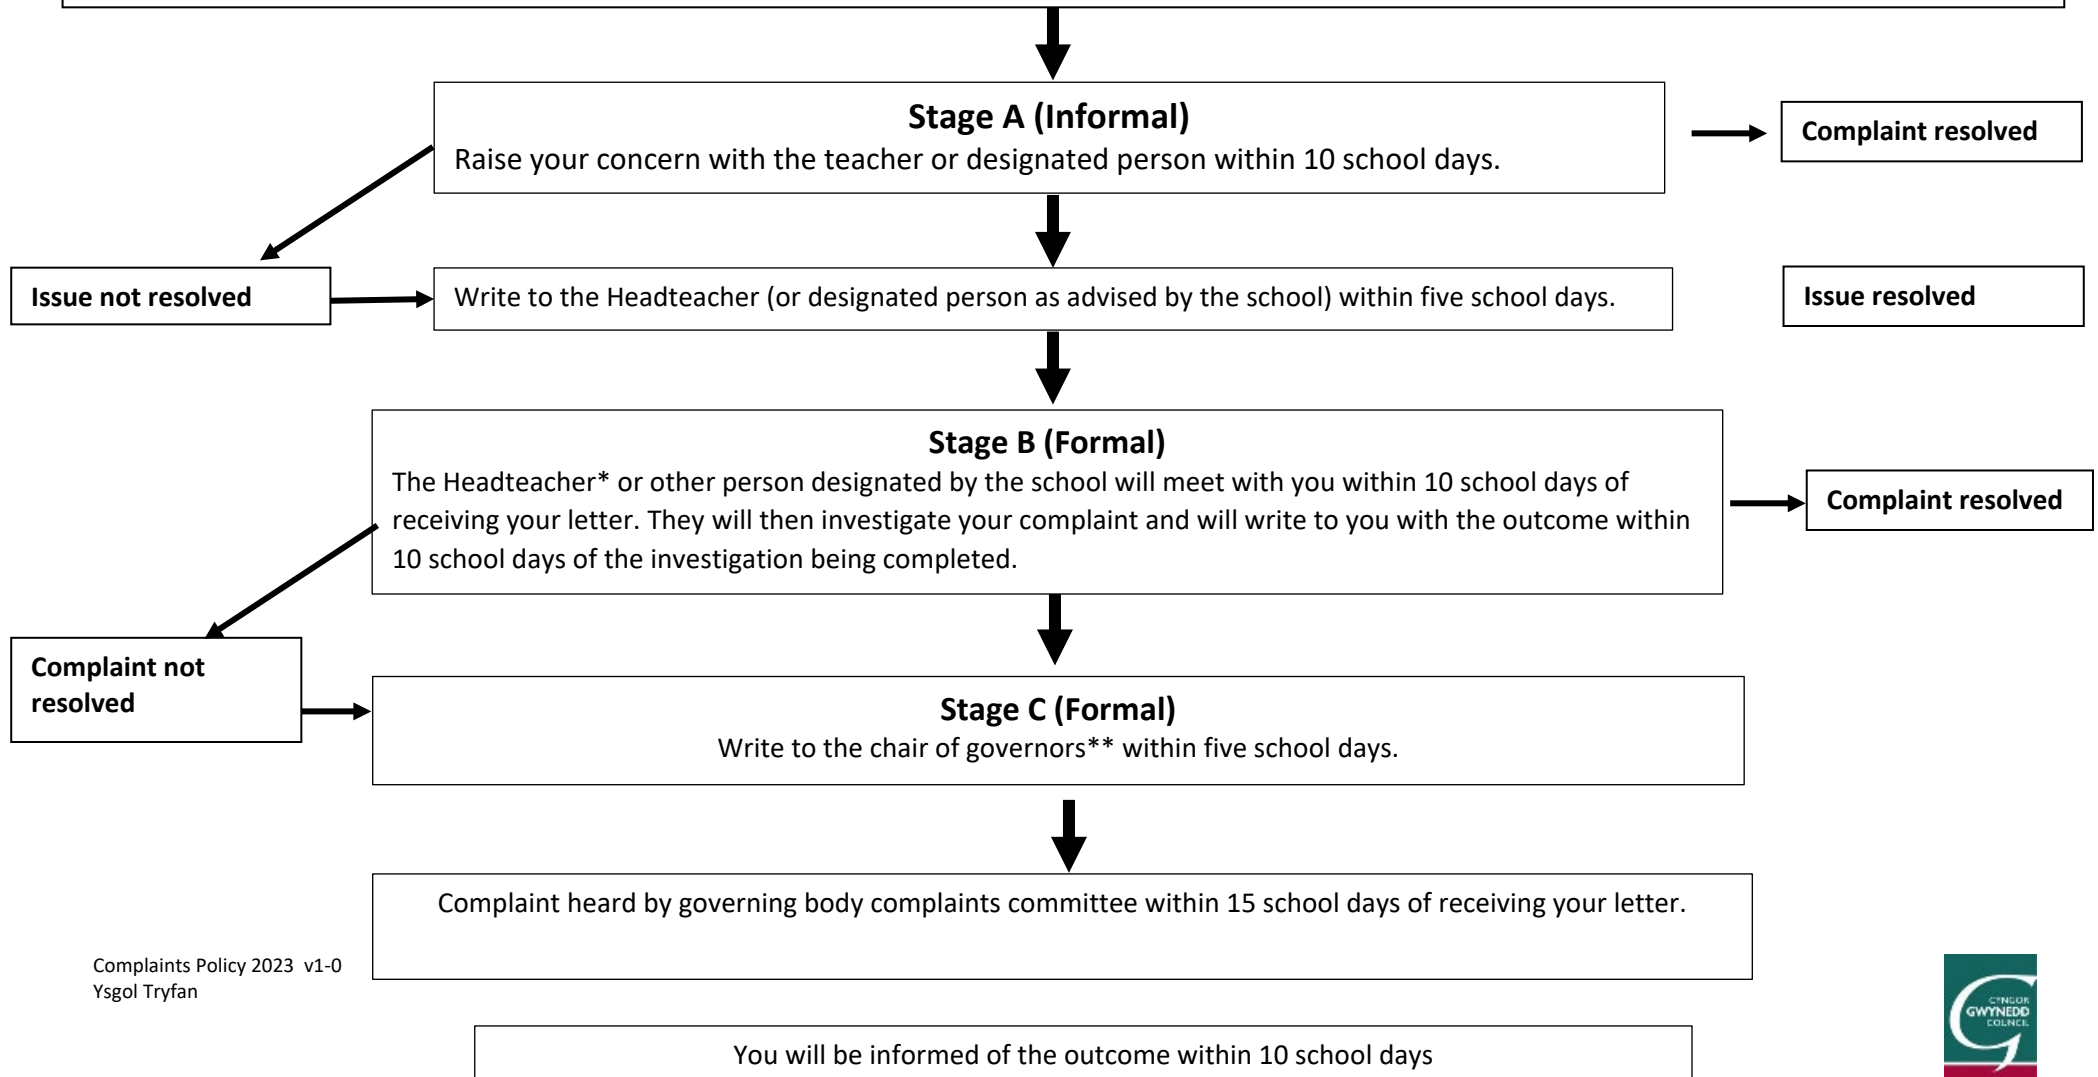 Stage A (Informal)
Raise your concern with the teacher or designated person within 10 school days.
Complaint resolved
Issue not resolved
Write to the Headteacher (or designated person as advised by the school) within five school days.
Issue resolved
Stage B (Formal)
The Headteacher* or other person designated by the school will meet with you within 10 school days of
receiving your letter. They will then investigate your complaint and will write to you with the outcome within
10 school days of the investigation being completed.
Complaint resolved
Complaint not
resolved
Stage C (Formal)
Write to the chair of governors** within five school days.
Complaint heard by governing body complaints committee within 15 school days of receiving your letter.
Complaints Policy 2023 v1-0
Ysgol Tryfan
CYNGOR
GWYNEDD
COUNCIL
You will be informed of the outcome within 10 school days